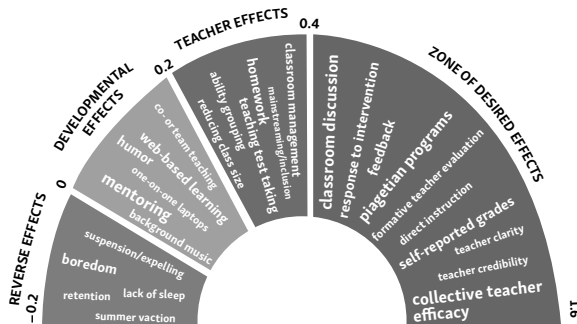 REVERSE EFFECTS
DEVELOPMENTAL
EFFECTS
TEACHER EFFECTS
ZONE OF DESIRED EFFECTS
−0.2
0
0.2
0.4
suspension/expelling
boredom
retention
lack of sleep
summer vaction
co- or team teaching
web-based learning
humor
one-on-one laptops
mentoring
background music
classroom management
mainstreaming/inclusion
homework
teaching test taking
ability grouping
reducing class size
classroom discussion
response to intervention
feedback
piagetian programs
formative teacher evaluation
direct instruction
self-reported grades
teacher clarity
teacher credibility
collective teacher
efficacy